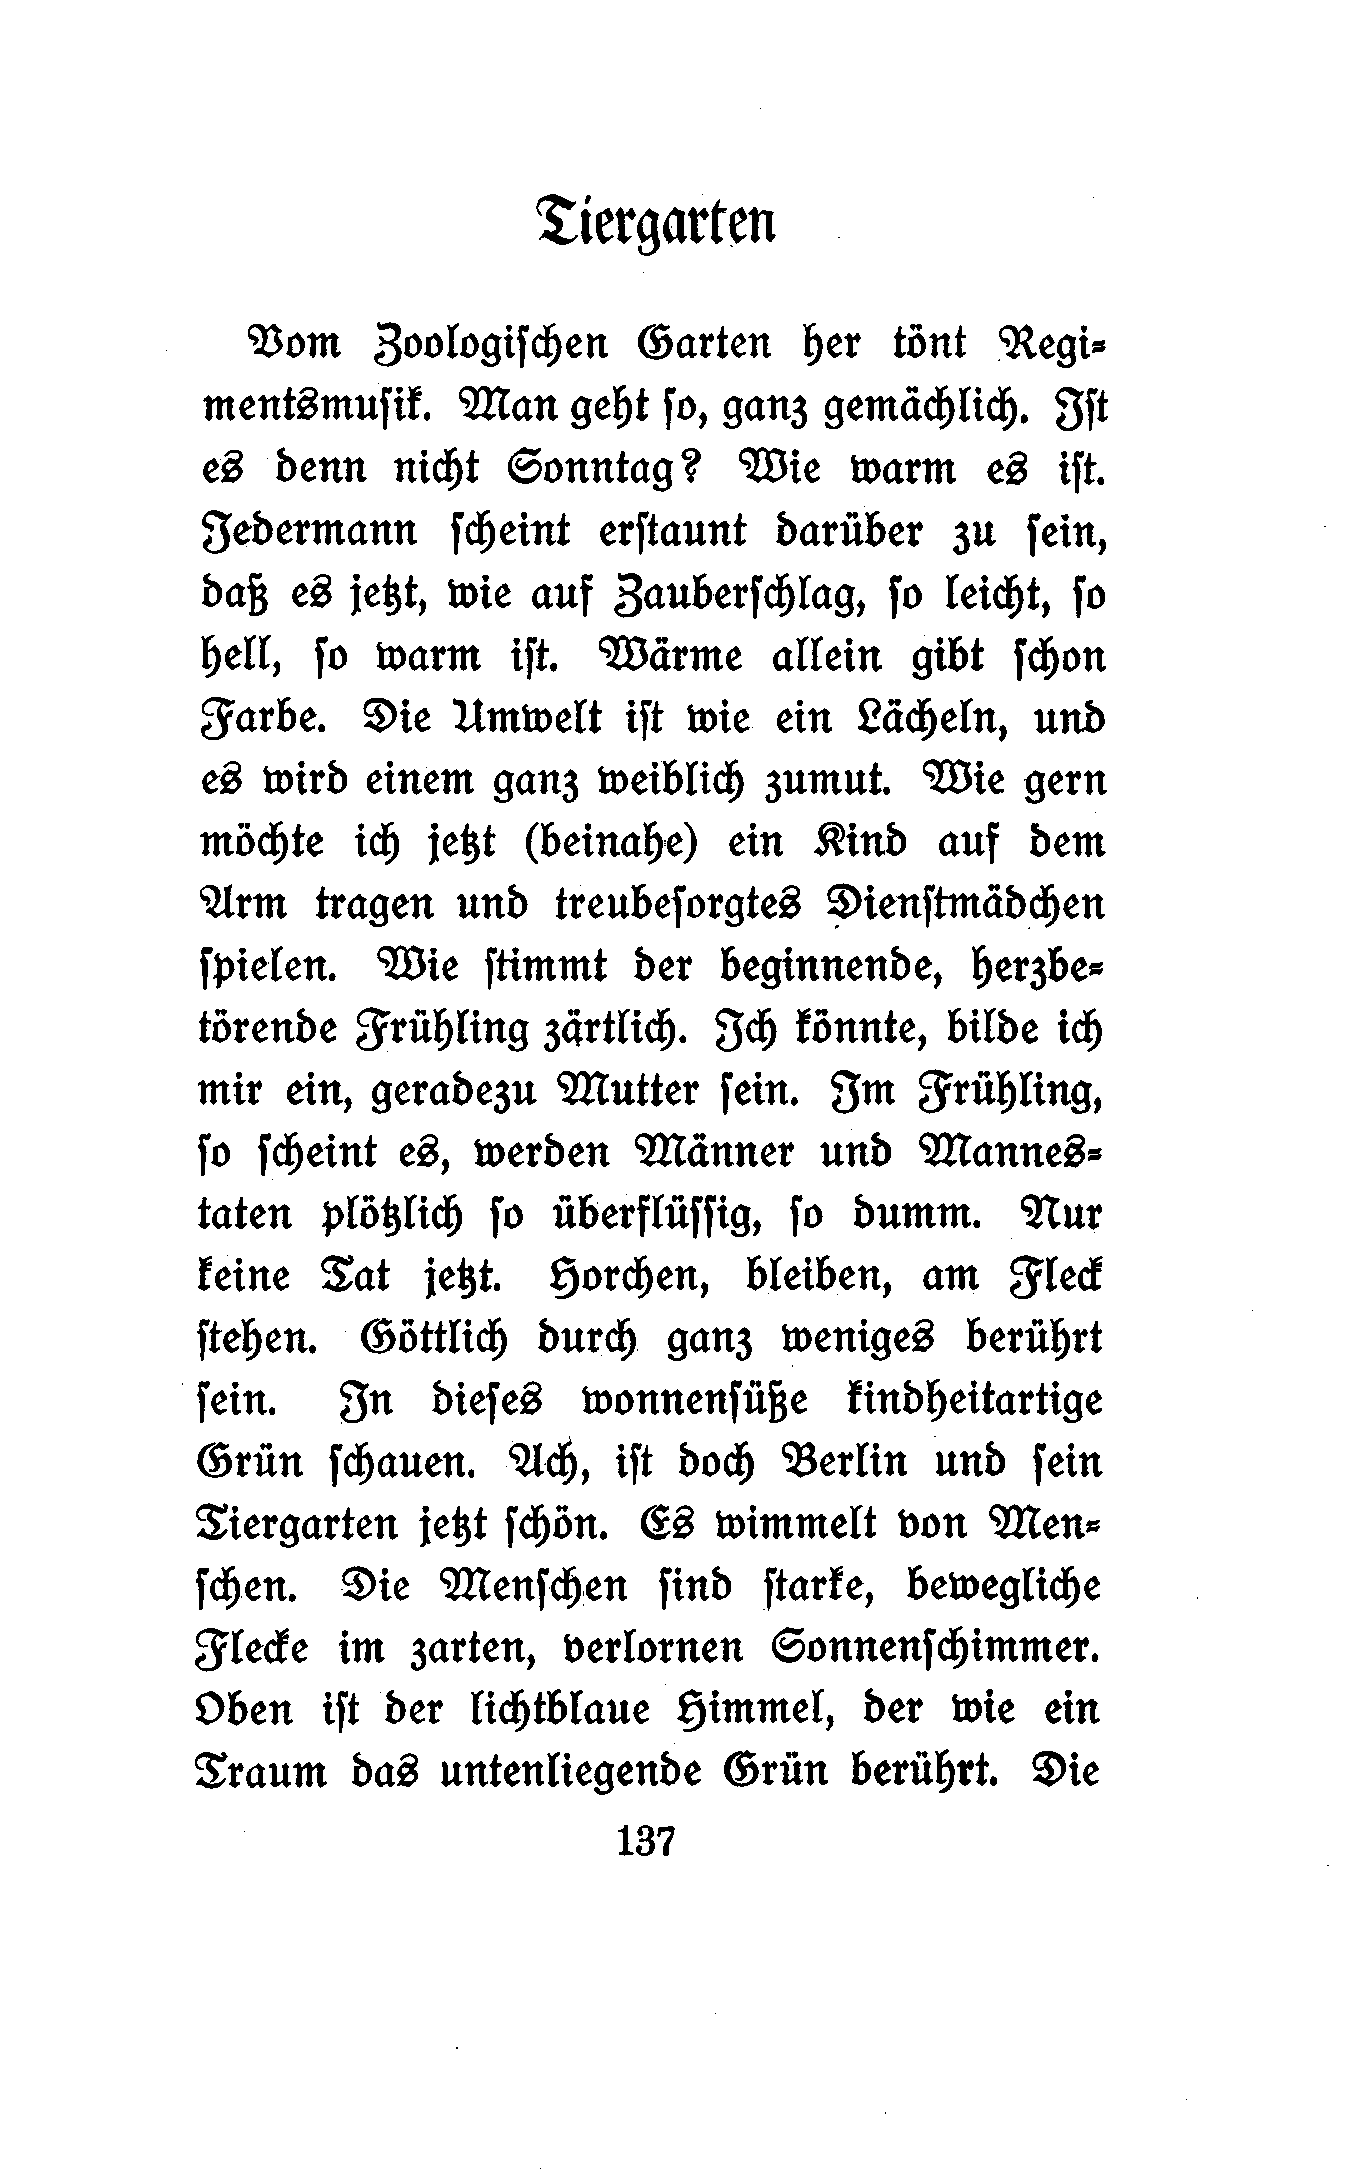 Tiergarten
Vom Zoologischen Garten her tönt Regi-
mentsmusik. Man geht so, ganz gemächlich. Ist
es denn nicht Sonntag? Wie warm es ist.
Jedermann scheint erstaunt darüber zu sein,
daß es jetzt, wie auf Zauberschlag, so leicht, so
hell, so warm ist. Wärme allein gibt schon
Farbe. Die Umwelt ist wie ein Lächeln, und
es wird einem ganz weiblich zumut. Wie gern
möchte ich jetzt (beinahe) ein Kind auf dem
Arm tragen und treubesorgtes Dienstmädchen
spielen. Wie stimmt der beginnende, herzbe-
törende Frühling zärtlich. Ich könnte, bilde ich
mir ein, geradezu Mutter sein. Im Frühling,
so scheint es, werden Männer und Mannes-
taten plötzlich so überflüssig, so dumm. Nur
keine Tat jetzt. Horchen, bleiben, am Fleck
stehen. Göttlich durch ganz weniges berührt
sein. In dieses wonnensüße kindheitartige
Grün schauen. Ach, ist doch Berlin und sein
Tiergarten jetzt schön. Es wimmelt von Men-
schen. Die Menschen sind starke, bewegliche
Flecke im zarten, verlornen Sonnenschimmer.
Oben ist der lichtblaue Himmel, der wie ein
Traum das untenliegende Grün berührt. Die
137